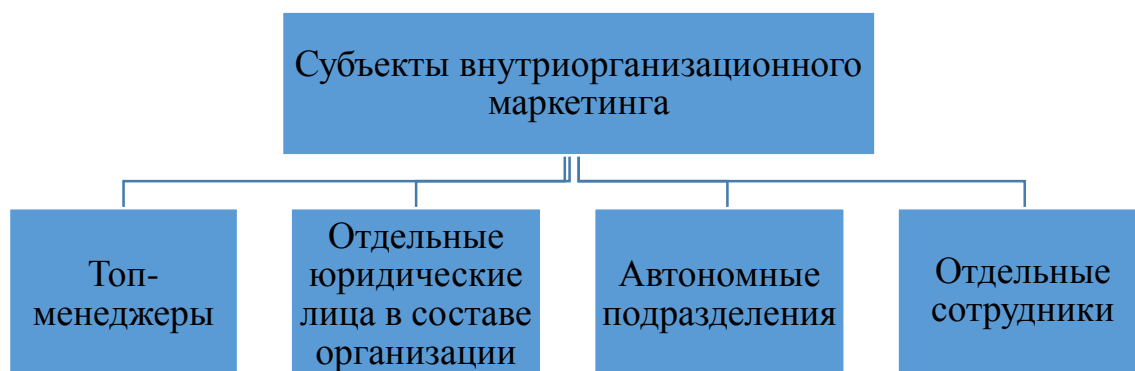 Субъекты внутриорганизационного
маркетинга
Топ-
менеджеры
Отдельные
юридические
лица в составе
организации
Автономные
подразделения
Отдельные
сотрудники